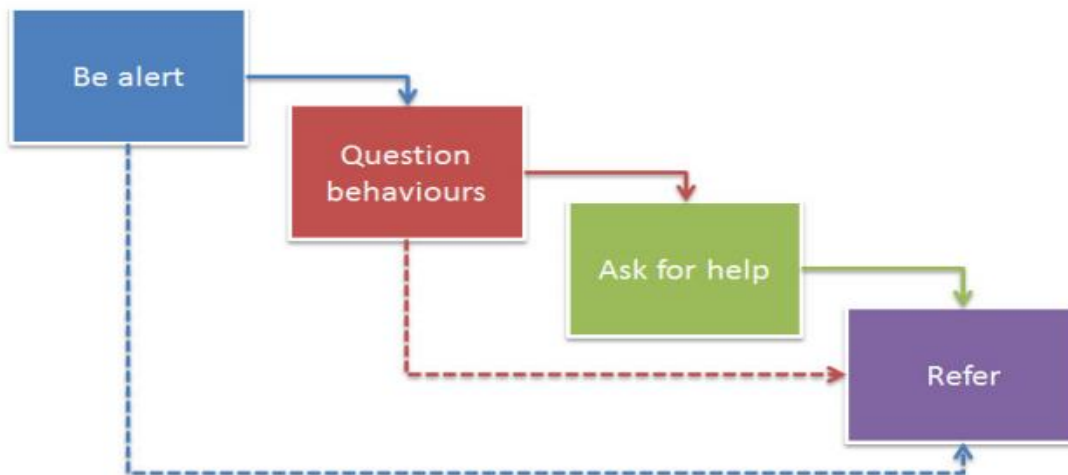 Be alert
Question
behaviours
Ask for help
Refer